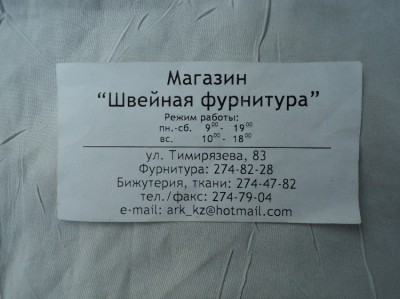 Магазин
“Швейная фурнитура”
Режим работы:
пн.-сб. 9⁰⁰ - 19⁰⁰
вс. 10⁰⁰ - 18⁰⁰
ул. Тимирязева, 83
Фурнитура: 274-82-28
Бижутерия, ткани: 274-47-82
тел./факс: 274-79-04
e-mail: ark_kz@hotmail.com